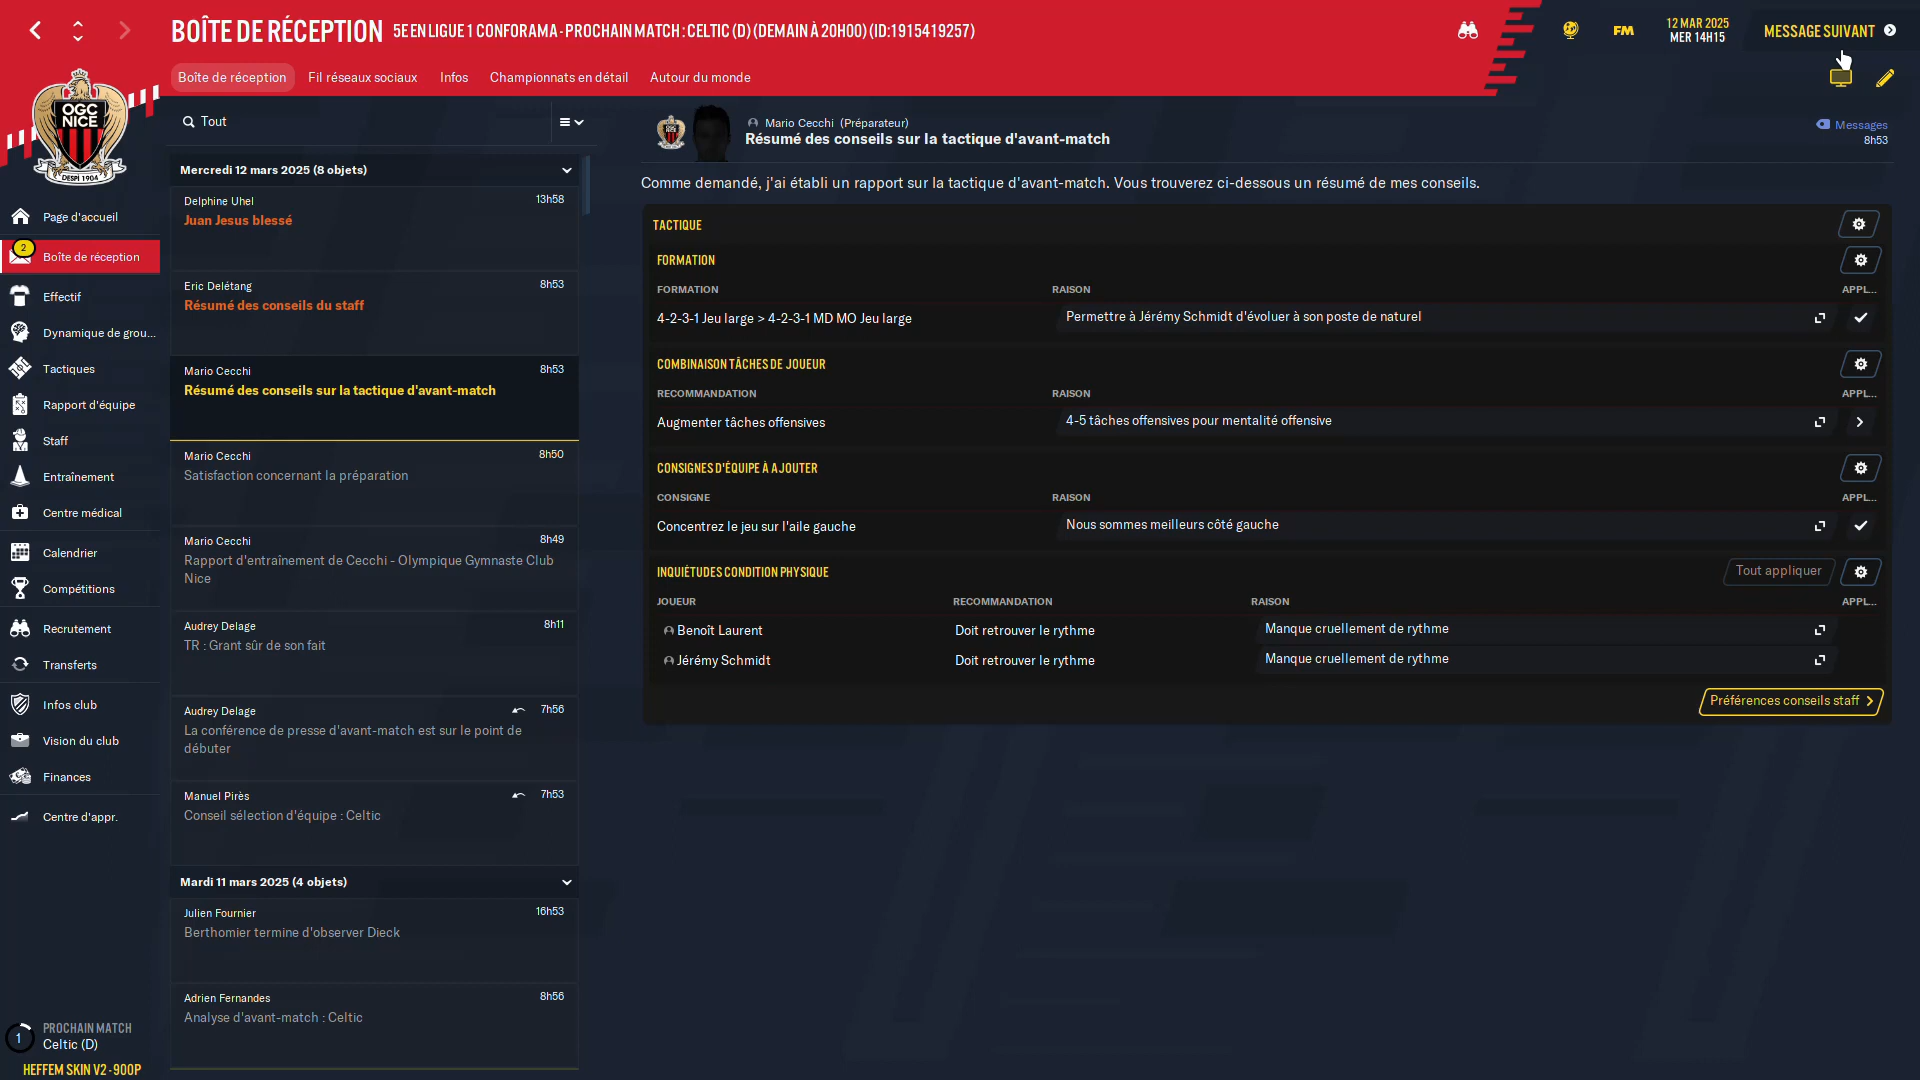 BOÎTE DE RÉCEPTION
5E EN LIGUE 1 CONFORAMA - PROCHAIN MATCH : CELTIC (D) (DEMAIN À 20H00) (ID:1915419257)
FM
12 MAR 2025
MER 14H15
MESSAGE SUIVANT
Boîte de réception
Fil réseaux sociaux
Infos
Championnats en détail
Autour du monde
OGC
NICE
DEPUIS 1904
Page d'accueil
2
Boîte de réception
Effectif
Dynamique de grou...
Tactiques
Rapport d'équipe
Staff
Entraînement
Centre médical
Calendrier
Compétitions
Recrutement
Transferts
Infos club
Vision du club
Finances
Centre d'appr.
1
PROCHAIN MATCH
Celtic (D)
HEFFEM SKIN V2 - 900P
Tout
Mercredi 12 mars 2025 (8 objets)
Delphine Uhel
13h58
Juan Jesus blessé
Eric Delétang
8h53
Résumé des conseils du staff
Mario Cecchi
8h53
Résumé des conseils sur la tactique d'avant-match
Mario Cecchi
8h50
Satisfaction concernant la préparation
Mario Cecchi
8h49
Rapport d'entraînement de Cecchi - Olympique Gymnaste Club
Nice
Audrey Delage
8h11
TR : Grant sûr de son fait
Audrey Delage
7h56
La conférence de presse d'avant-match est sur le point de
débuter
Manuel Pirès
7h53
Conseil sélection d'équipe : Celtic
Mardi 11 mars 2025 (4 objets)
Julien Fournier
16h53
Berthomier termine d'observer Dieck
Adrien Fernandes
8h56
Analyse d'avant-match : Celtic
OGC
NICE
Mario Cecchi (Préparateur)
Résumé des conseils sur la tactique d'avant-match
Messages
8h53
Comme demandé, j'ai établi un rapport sur la tactique d'avant-match. Vous trouverez ci-dessous un résumé de mes conseils.
TACTIQUE
FORMATION
FORMATION
RAISON
APPL...
4-2-3-1 Jeu large > 4-2-3-1 MD MO Jeu large
Permettre à Jérémy Schmidt d'évoluer à son poste de naturel
COMBINAISON TÂCHES DE JOUEUR
RECOMMANDATION
RAISON
APPL...
Augmenter tâches offensives
4-5 tâches offensives pour mentalité offensive
CONSIGNES D'ÉQUIPE À AJOUTER
CONSIGNE
RAISON
APPL...
Concentrez le jeu sur l'aile gauche
Nous sommes meilleurs côté gauche
INQUIÉTUDES CONDITION PHYSIQUE
Tout appliquer
JOUEUR
RECOMMANDATION
RAISON
APPL...
Benoît Laurent
Doit retrouver le rythme
Manque cruellement de rythme
Jérémy Schmidt
Doit retrouver le rythme
Manque cruellement de rythme
Préférences conseils staff